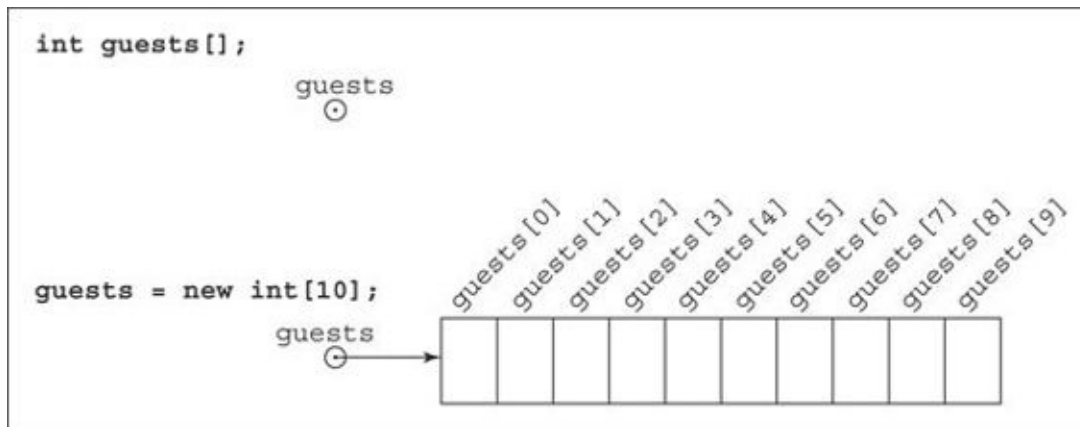 int guests[];
guests
guests[0] guests[1] guests[2] guests[3] guests[4] guests[5] guests[6] guests[7] guests[8] guests[9]
guests = new int[10];
guests